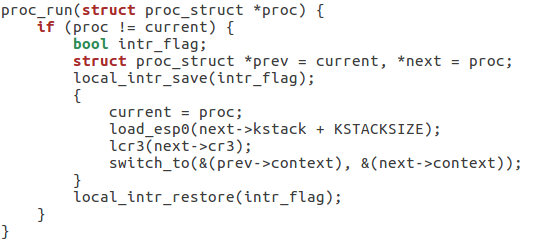 proc_run(struct proc_struct *proc) {
    if (proc != current) {
        bool intr_flag;
        struct proc_struct *prev = current, *next = proc;
        local_intr_save(intr_flag);
        {
            current = proc;
            load_esp0(next->kstack + KSTACKSIZE);
            lcr3(next->cr3);
            switch_to(&(prev->context), &(next->context));
        }
        local_intr_restore(intr_flag);
    }
}